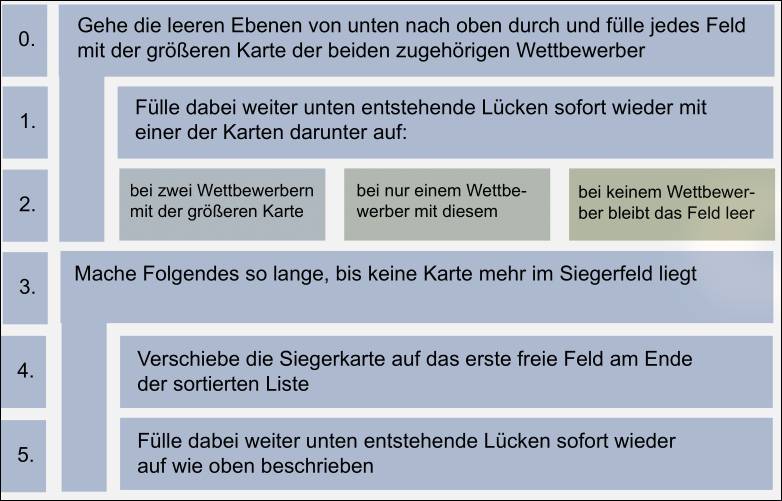 0.
Gehe die leeren Ebenen von unten nach oben durch und fülle jedes Feld
mit der größeren Karte der beiden zugehörigen Wettbewerber
1.
Fülle dabei weiter unten entstehende Lücken sofort wieder mit
einer der Karten darunter auf:
2.
bei zwei Wettbewerbern
mit der größeren Karte
bei nur einem Wettbe-
werber mit diesem
bei keinem Wettbewer-
ber bleibt das Feld leer
3.
Mache Folgendes so lange, bis keine Karte mehr im Siegerfeld liegt
4.
Verschiebe die Siegerkarte auf das erste freie Feld am Ende
der sortierten Liste
5.
Fülle dabei weiter unten entstehende Lücken sofort wieder
auf wie oben beschrieben